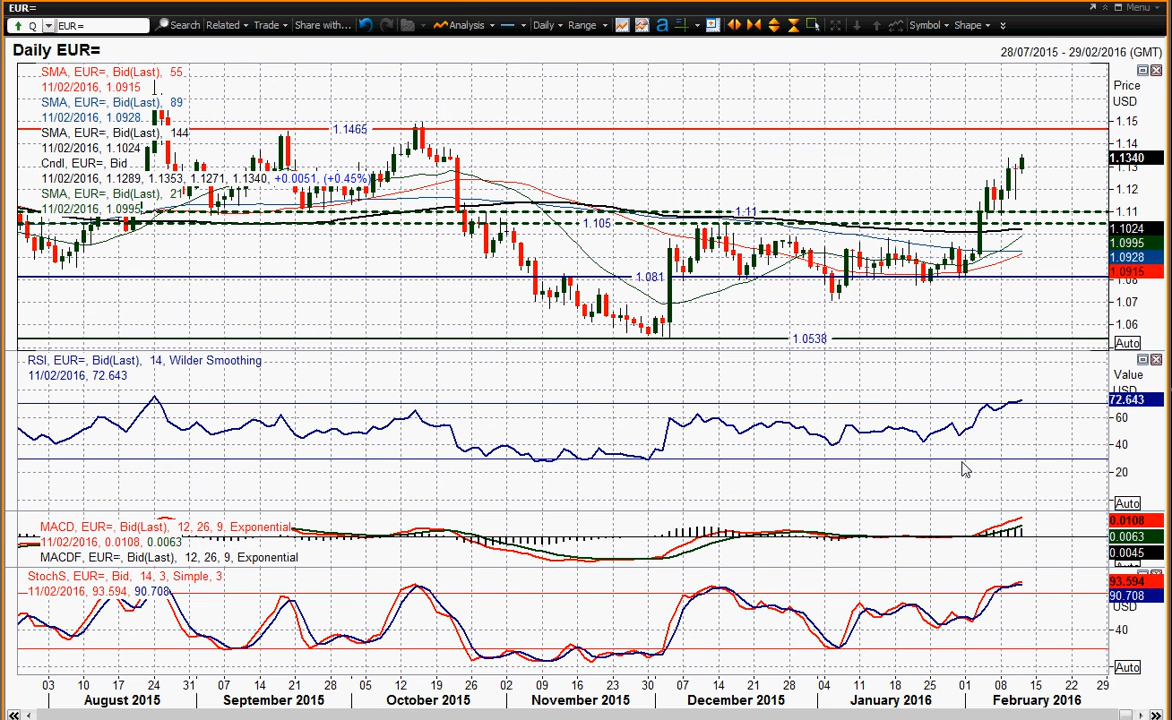 EUR=
Menu
Q EUR= Search Related Trade Share with... Analysis Daily Range a Symbol Shape
Daily EUR=
28/07/2015 - 29/02/2016 (GMT)
SMA, EUR=, Bid(Last), 55
11/02/2016, 1.0915
SMA, EUR=, Bid(Last), 89
11/02/2016, 1.0928
SMA, EUR=, Bid(Last), 144
11/02/2016, 1.1024
Cndl, EUR=, Bid
11/02/2016, 1.1289, 1.1353, 1.1271, 1.1340, +0.0051, (+0.45%)
SMA, EUR=, Bid(Last), 21
11/02/2016, 1.0995
1.1465
1.11
1.105
1.081
1.0538
Price
USD
1.15
1.14
1.1340
1.13
1.12
1.11
1.1024
1.0995
1.0928
1.0915
1.08
1.07
1.06
Auto
RSI, EUR=, Bid(Last), 14, Wilder Smoothing
11/02/2016, 72.643
Value
USD
72.643
60
40
20
Auto
MACD, EUR=, Bid(Last), 12, 26, 9, Exponential
11/02/2016, 0.0108, 0.0063
MACDF, EUR=, Bid(Last), 12, 26, 9, Exponential
0.0108
0.0063
0.0045
StochS, EUR=, Bid, 14, 3, Simple, 3
11/02/2016, 93.594, 90.708
93.594
90.708
USD
40
Auto
03 10 17 24 31 07 14 21 28 05 12 19 26 02 09 16 23 30 07 14 21 28 04 11 18 25 01 08 15 22 29
August 2015 September 2015 October 2015 November 2015 December 2015 January 2016 February 2016